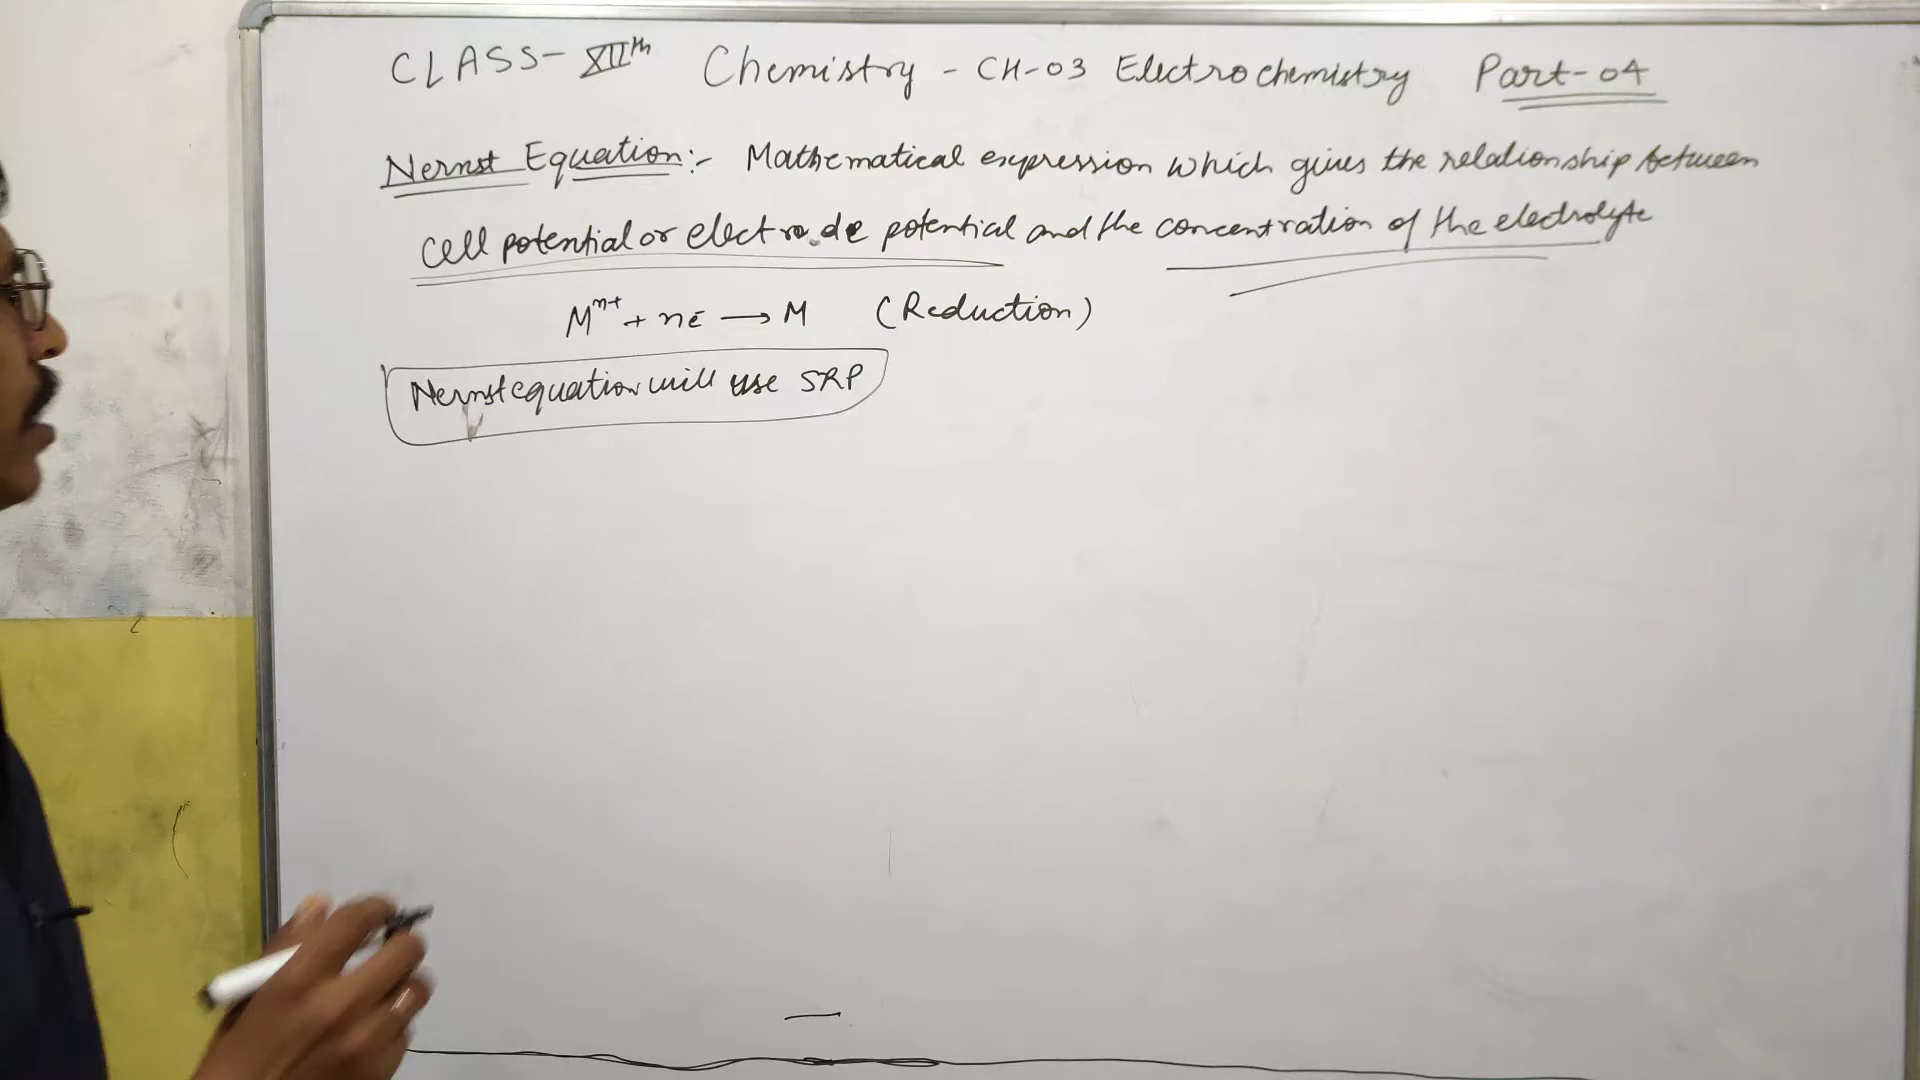 CLASS- XIIth Chemistry - CH-03 Electrochemistry Part-04
Nernst Equation:- Mathematical expression which gives the relationship between
cell potential or electrode potential and the concentration of the electrolyte
Mⁿ⁺ + nē → M (Reduction)
Nernst equation will use SRP